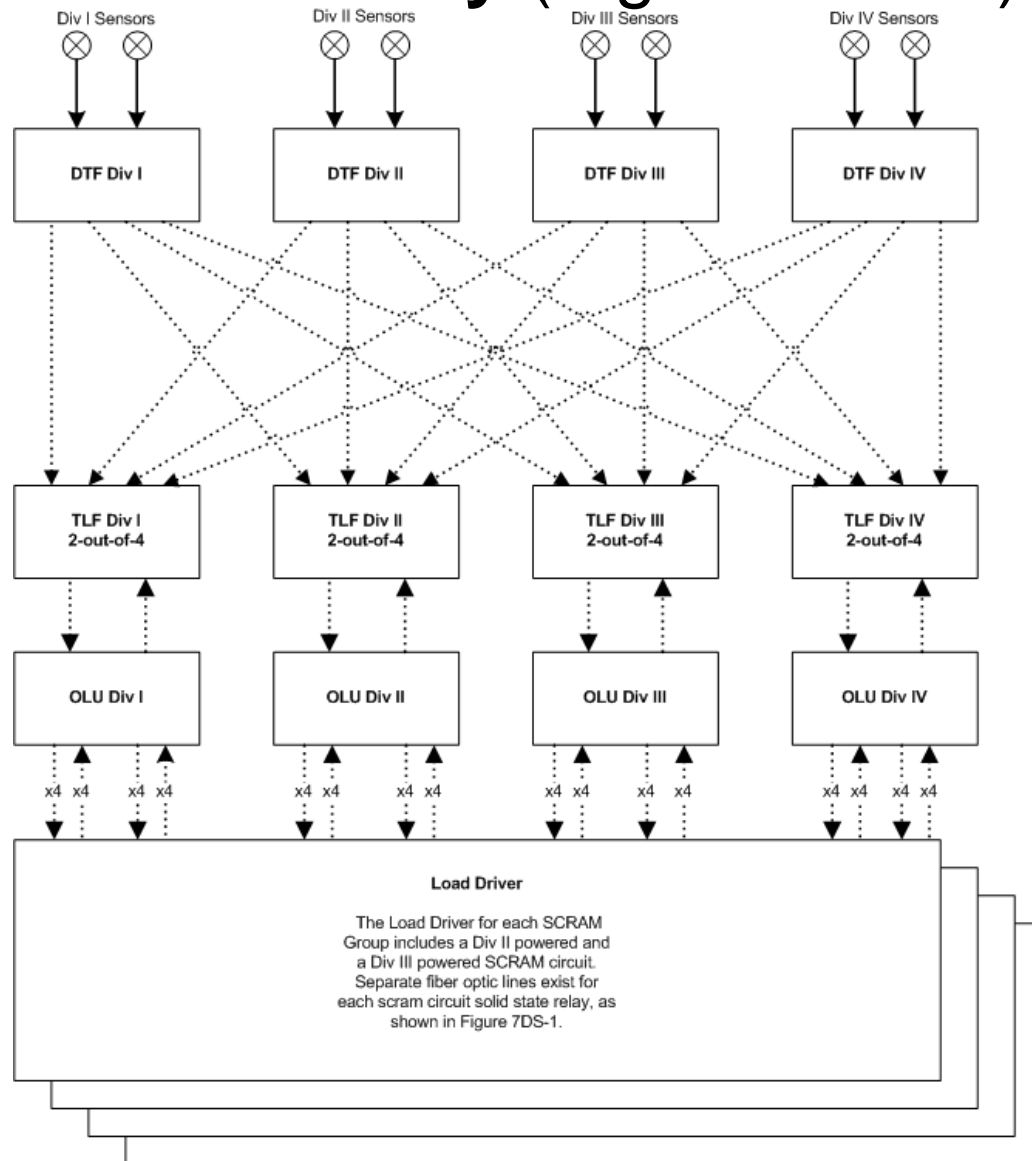 Div I Sensors
Div II Sensors
Div III Sensors
Div IV Sensors
DTF Div I
DTF Div II
DTF Div III
DTF Div IV
TLF Div I
2-out-of-4
TLF Div II
2-out-of-4
TLF Div III
2-out-of-4
TLF Div IV
2-out-of-4
OLU Div I
OLU Div II
OLU Div III
OLU Div IV
x4 x4 x4 x4
x4 x4 x4 x4
x4 x4 x4 x4
x4 x4 x4 x4
Load Driver
The Load Driver for each SCRAM
Group includes a Div II powered and
a Div III powered SCRAM circuit.
Separate fiber optic lines exist for
each scram circuit solid state relay, as
shown in Figure 7DS-1.